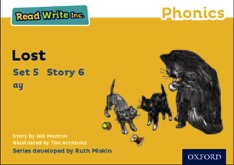 Read Write Inc.
Phonics
Lost
Set 5 Story 6
ay
Story by Gill Munton
Illustrated by Tim Archbold
Series developed by Ruth Miskin
OXFORD